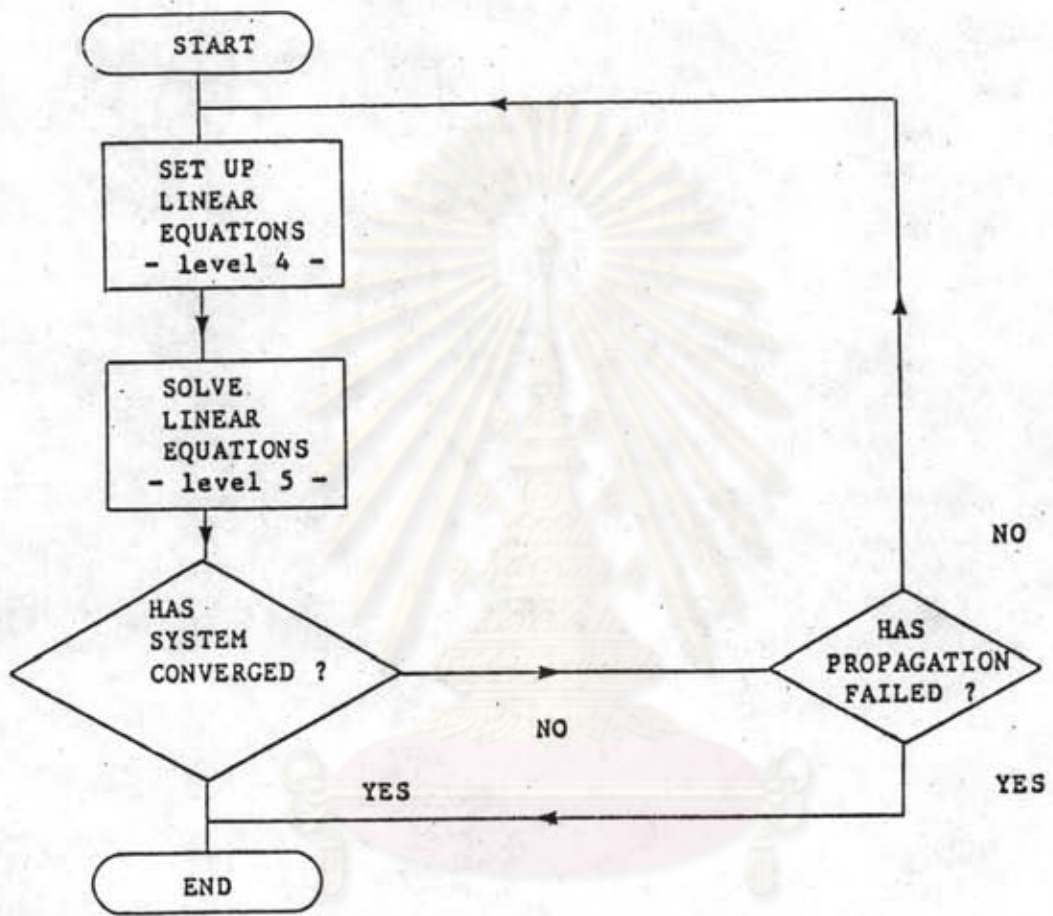 START
SET UP
LINEAR
EQUATIONS
- level 4 -
SOLVE
LINEAR
EQUATIONS
- level 5 -
HAS
SYSTEM
CONVERGED ?
NO
YES
HAS
PROPAGATION
FAILED ?
NO
YES
END